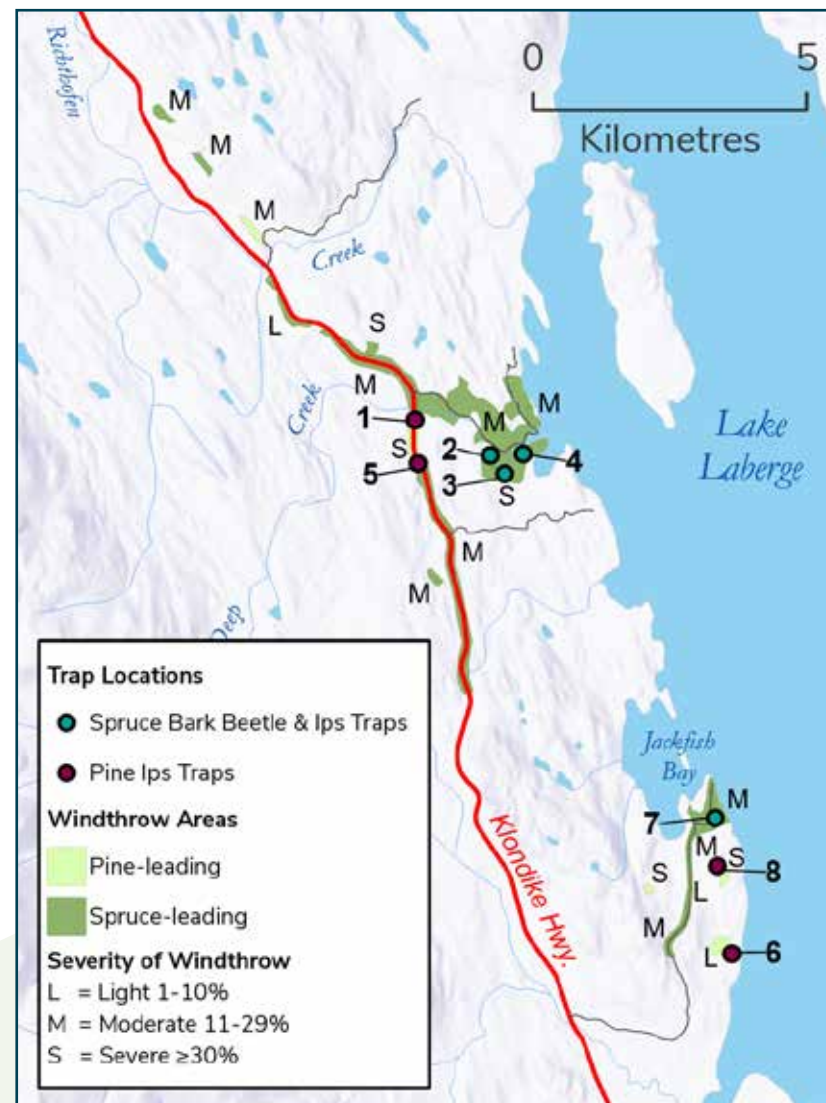 Richthofen
0
5
Kilometres
M
M
M
Creek
L
S
M
M
M
Creek
1
S
2
4
5
3
S
Lake
Laberge
M
M
Deep
Trap Locations
Spruce Bark Beetle & Ips Traps
Pine Ips Traps
Windthrow Areas
Pine-leading
Spruce-leading
Severity of Windthrow
L = Light 1-10%
M = Moderate 11-29%
S = Severe ≥30%
Klondike Hwy.
Jackfish
Bay
M
7
M
S
8
S
L
M
L
6